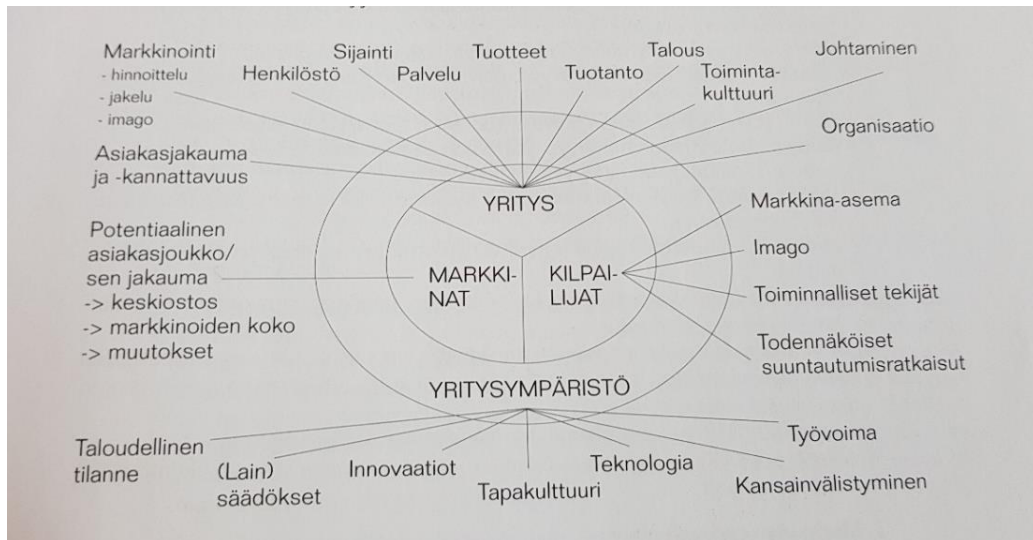 Markkinointi
- hinnoittelu
- jakelu
- imago
Henkilöstö
Sijainti
Palvelu
Tuotteet
Tuotanto
Talous
Toiminta-
kulttuuri
Johtaminen
Organisaatio
Asiakasjakauma
ja -kannattavuus
YRITYS
Potentiaalinen
asiakasjoukko/
sen jakauma
-> keskiostos
-> markkinoiden koko
-> muutokset
MARKKI-
NAT
KILPAI-
LIJAT
Markkina-asema
Imago
Toiminnalliset tekijät
Todennäköiset
suuntautumisratkaisut
YRITYSYMPÄRISTÖ
Taloudellinen
tilanne
(Lain)
säädökset
Innovaatiot
Tapakulttuuri
Teknologia
Työvoima
Kansainvälistyminen